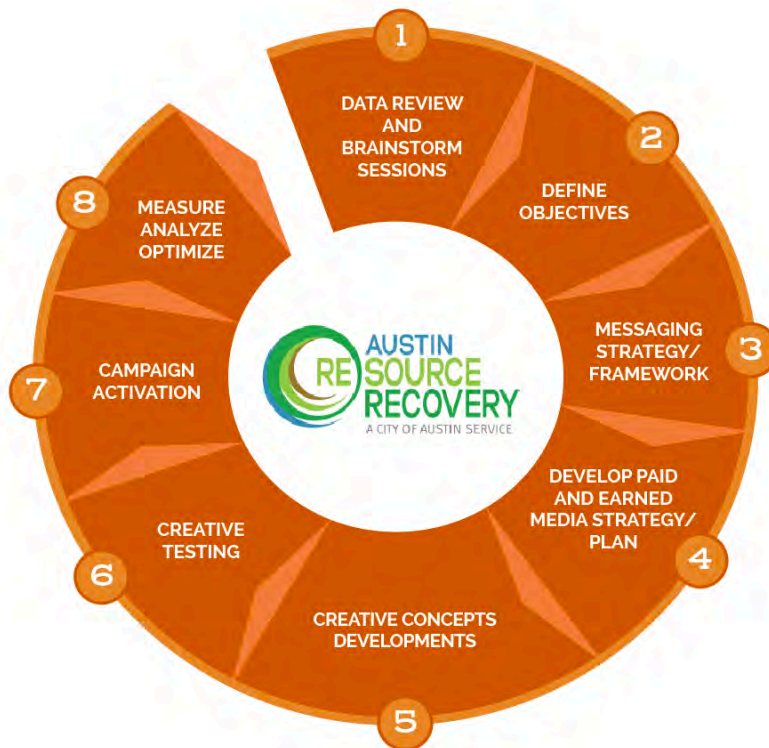 1
DATA REVIEW
AND
BRAINSTORM
SESSIONS
2
DEFINE
OBJECTIVES
3
MESSAGING
STRATEGY/
FRAMEWORK
4
DEVELOP PAID
AND EARNED
MEDIA STRATEGY/
PLAN
5
CREATIVE CONCEPTS
DEVELOPMENTS
6
CREATIVE
TESTING
7
CAMPAIGN
ACTIVATION
8
MEASURE
ANALYZE
OPTIMIZE
AUSTIN
RESOURCE
RECOVERY
A CITY OF AUSTIN SERVICE